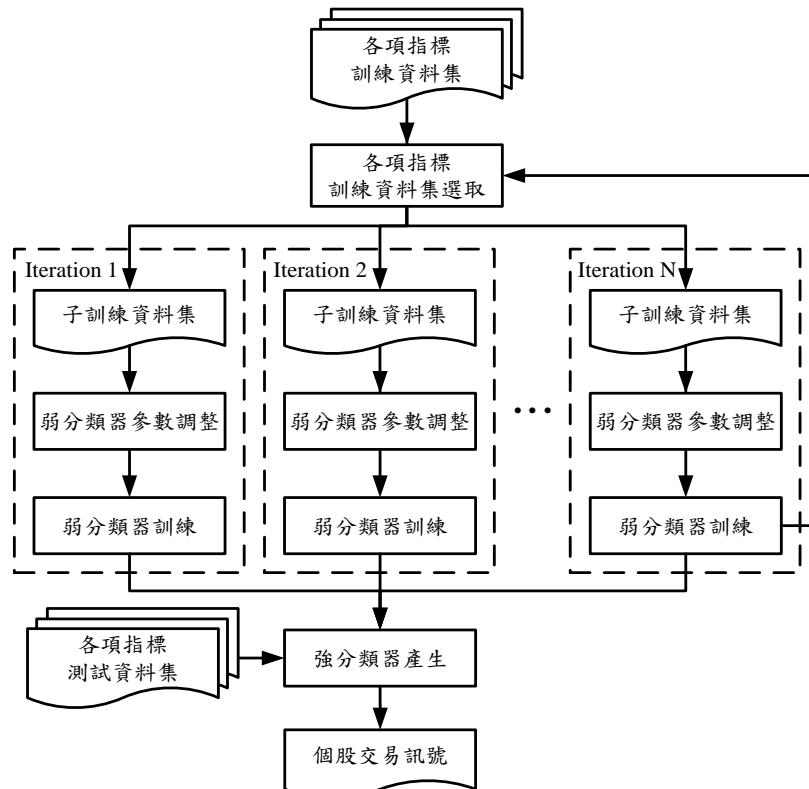 各項指標
訓練資料集
各項指標
訓練資料集選取
Iteration 1
子訓練資料集
弱分類器參數調整
弱分類器訓練
Iteration 2
子訓練資料集
弱分類器參數調整
弱分類器訓練
...
Iteration N
子訓練資料集
弱分類器參數調整
弱分類器訓練
各項指標
測試資料集
強分類器產生
個股交易訊號